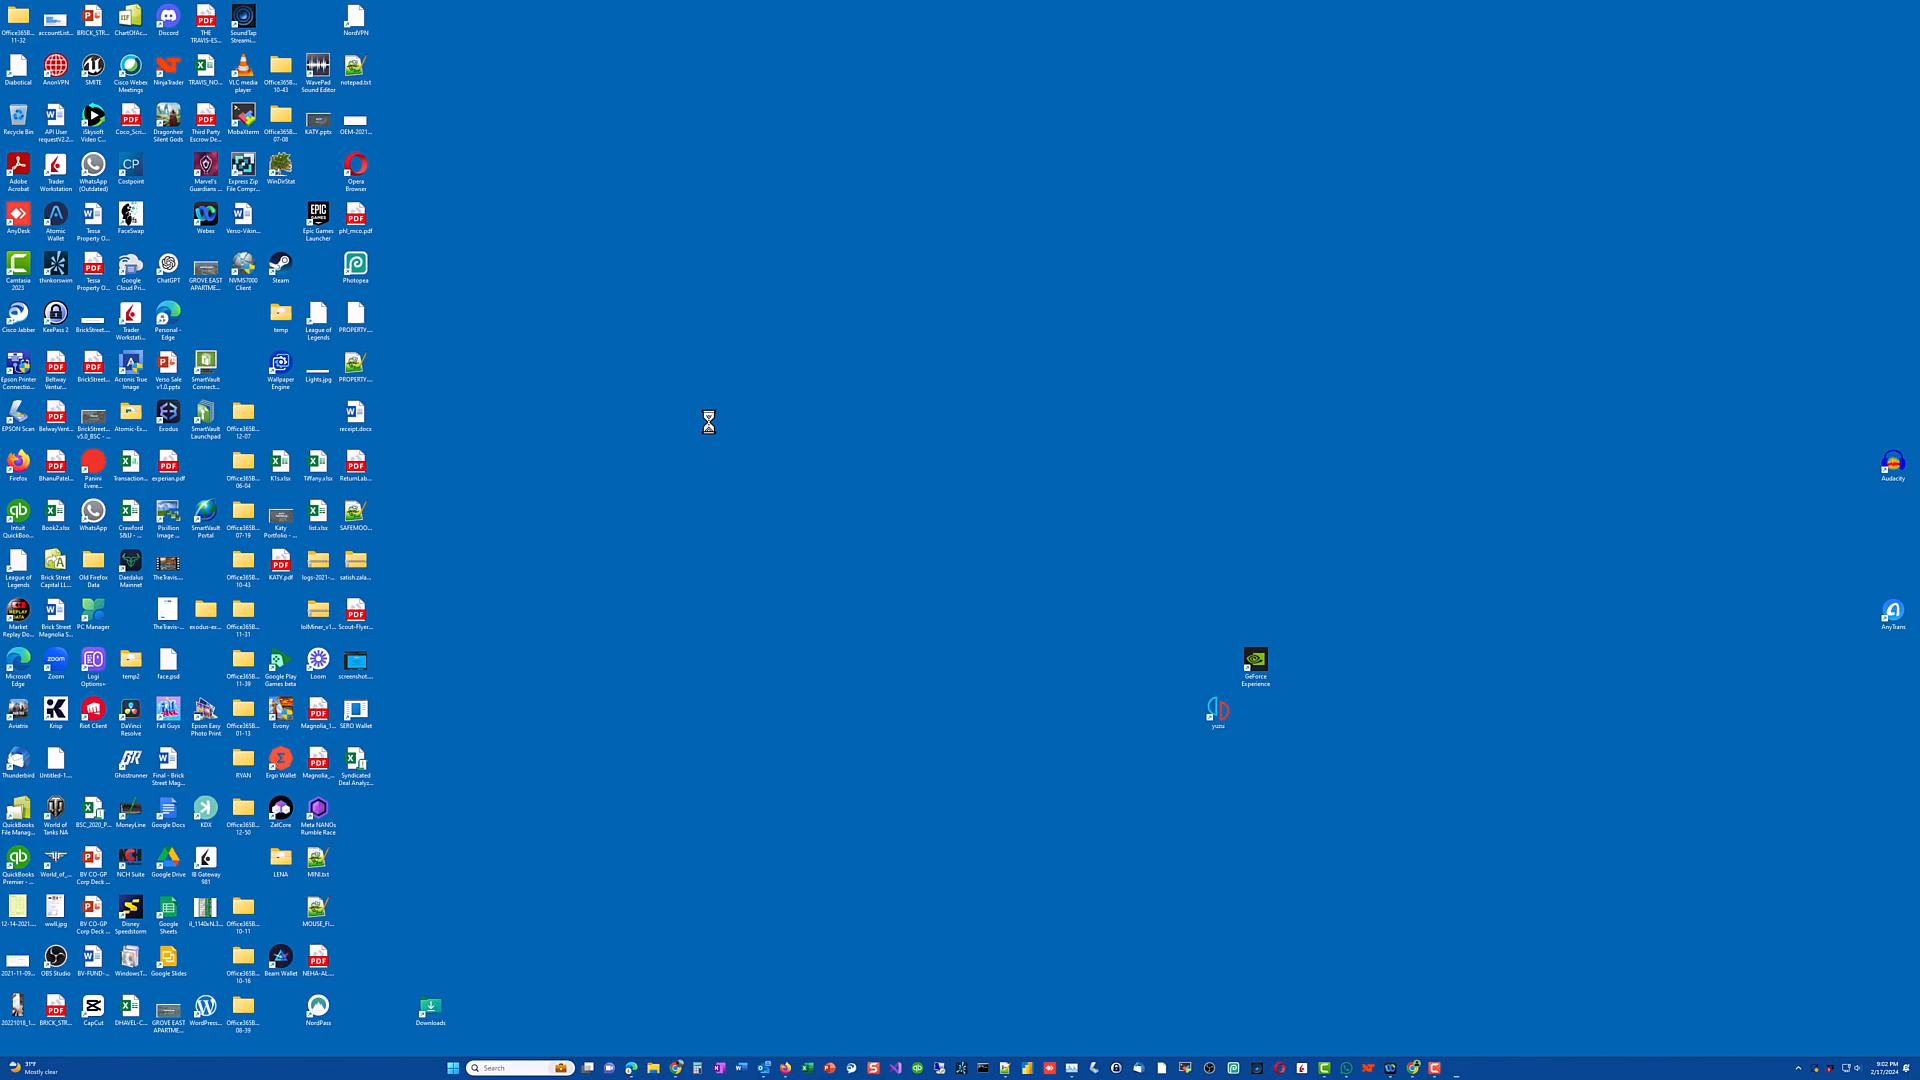 Office365B...
11-32
accountList...
BRICK_STR...
ChartOfAc...
Discord
THE
TRAVIS-ES...
SoundTap
Streami...
NordVPN
Diabotical
AnonVPN
SMITE
Cisco Webex
Meetings
NinjaTrader
TRAVIS_NO...
VLC media
player
Office365B...
10-43
WavePad
Sound Editor
notepad.txt
Recycle Bin
API User
requestV2.2...
iSkysoft
Video C...
Coco_Scri...
Dragonheir
Silent Gods
Third Party
Escrow De...
MobaXterm
Office365B...
07-08
KATY.pptx
OEM-2021...
Adobe
Acrobat
Trader
Workstation
WhatsApp
(Outdated)
Costpoint
Marvel's
Guardians ...
Express Zip
File Compr...
WinDirStat
Opera
Browser
AnyDesk
Atomic
Wallet
Tessa
Property O...
FaceSwap
Webex
Verso-Vikin...
Epic Games
Launcher
phl_mco.pdf
Camtasia
2023
thinkorswim
Tessa
Property O...
Google
Cloud Pri...
ChatGPT
GROVE EAST
APARTME...
NVMS7000
Client
Steam
Photopea
Cisco Jabber
KeePass 2
BrickStreet...
Trader
Workstati...
Personal -
Edge
temp
League of
Legends
PROPERTY...
Epson Printer
Connectio...
Beltway
Ventur...
BrickStreet...
Acronis True
Image
Verso Sale
v1.0.pptx
SmartVault
Connect...
Wallpaper
Engine
Lights.jpg
PROPERTY...
EPSON Scan
BelwayVent...
BrickStreet...
v5.0_BSC - ...
Atomic-Ex...
Exodus
SmartVault
Launchpad
Office365B...
12-07
receipt.docx
Firefox
BhanuPatel...
Panini
Evere...
Transaction...
experian.pdf
Office365B...
06-04
K1s.xlsx
Tiffany.xlsx
ReturnLab...
Intuit
QuickBoo...
Book2.xlsx
WhatsApp
Crawford
S&U - ...
Pixillion
Image ...
SmartVault
Portal
Office365B...
07-19
Katy
Portfolio - ...
list.xlsx
SAFEMOO...
League of
Legends
Brick Street
Capital LL...
Old Firefox
Data
Daedalus
Mainnet
TheTravis...
Office365B...
10-43
KATY.pdf
logs-2021-...
satish.zala...
Market
Replay Do...
Brick Street
Magnolia S...
PC Manager
TheTravis-...
exodus-ex...
Office365B...
11-31
lolMiner_v1...
Scout-Flyer...
Microsoft
Edge
Zoom
Logi
Options+
temp2
face.psd
Office365B...
11-39
Google Play
Games beta
Loom
screenshot...
Aviatrix
Krisp
Riot Client
DaVinci
Resolve
Fall Guys
Epson Easy
Photo Print
Office365B...
01-13
Evony
Magnolia_1...
SERO Wallet
Thunderbird
Untitled-1...
Ghostrunner
Final - Brick
Street Mag...
RYAN
Ergo Wallet
Magnolia_...
Syndicated
Deal Analyz...
QuickBooks
File Manag...
World of
Tanks NA
BSC_2020_P...
MoneyLine
Google Docs
KDX
Office365B...
12-50
ZelCore
Meta NANOs
Rumble Race
QuickBooks
Premier - ...
World_of_...
BV CO-GP
Corp Deck ...
NCH Suite
Google Drive
IB Gateway
981
LENA
MINI.txt
12-14-2021...
wwll.jpg
BV CO-GP
Corp Deck ...
Disney
Speedstorm
Google
Sheets
il_1140xN.3...
Office365B...
10-11
MOUSE_FI...
2021-11-09...
OBS Studio
BV-FUND-...
WindowsT...
Google Slides
Office365B...
10-16
Beam Wallet
NEHA-AL...
20221018_1...
BRICK_STR...
CapCut
DHAVEL-C...
GROVE EAST
APARTME...
WordPress...
Office365B...
08-39
NordPass
Downloads
Audacity
AnyTrans
GeForce
Experience
yuzu
31°F
Mostly clear
Search
9:02 PM
2/17/2024